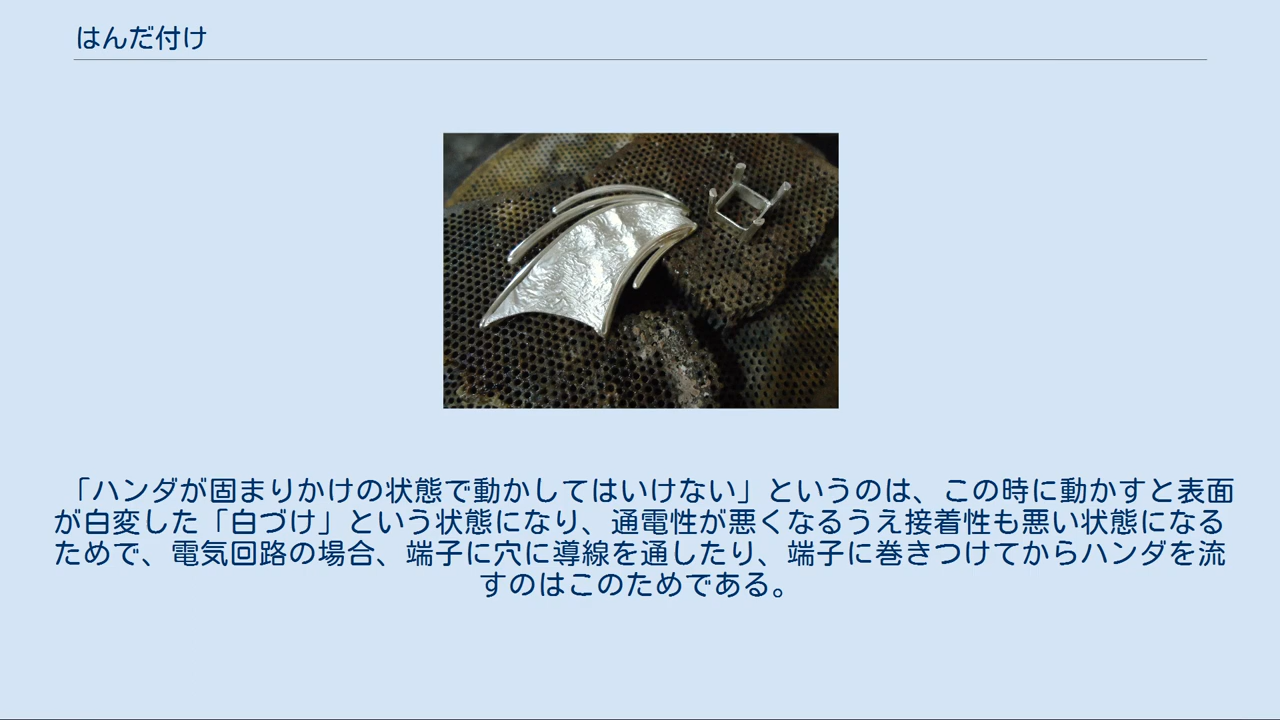 はんだ付け
「ハンダが固まりかけの状態で動かしてはいけない」というのは、この時に動かすと表面
が白変した「白づけ」という状態になり、通電性が悪くなるうえ接着性も悪い状態になる
ためで、電気回路の場合、端子に穴に導線を通したり、端子に巻きつけてからハンダを流
すのはこのためである。